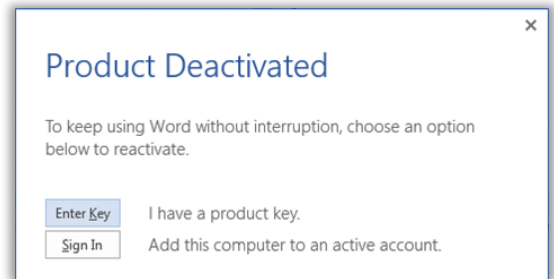 Product Deactivated
To keep using Word without interruption, choose an option
below to reactivate.
Enter Key I have a product key.
Sign In Add this computer to an active account.